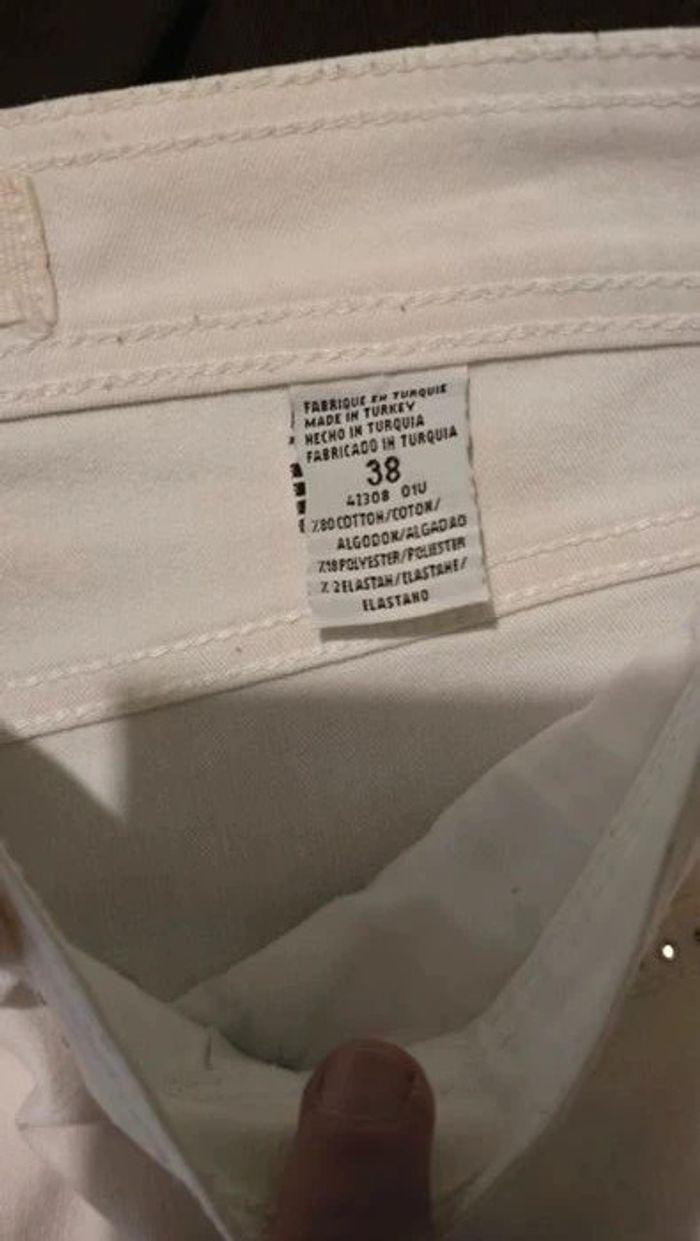 FABRIQUE EN TURQUIE
MADE IN TURKEY
HECHO IN TURQUIA
FABRICADO IN TURQUIA
38
41308 01U
%80 COTTON/COTON/
ALGODON/ALGADAO
%18 POLYESTER/POLIESTER
% 2 ELASTAN/ELASTANE/
ELASTANO